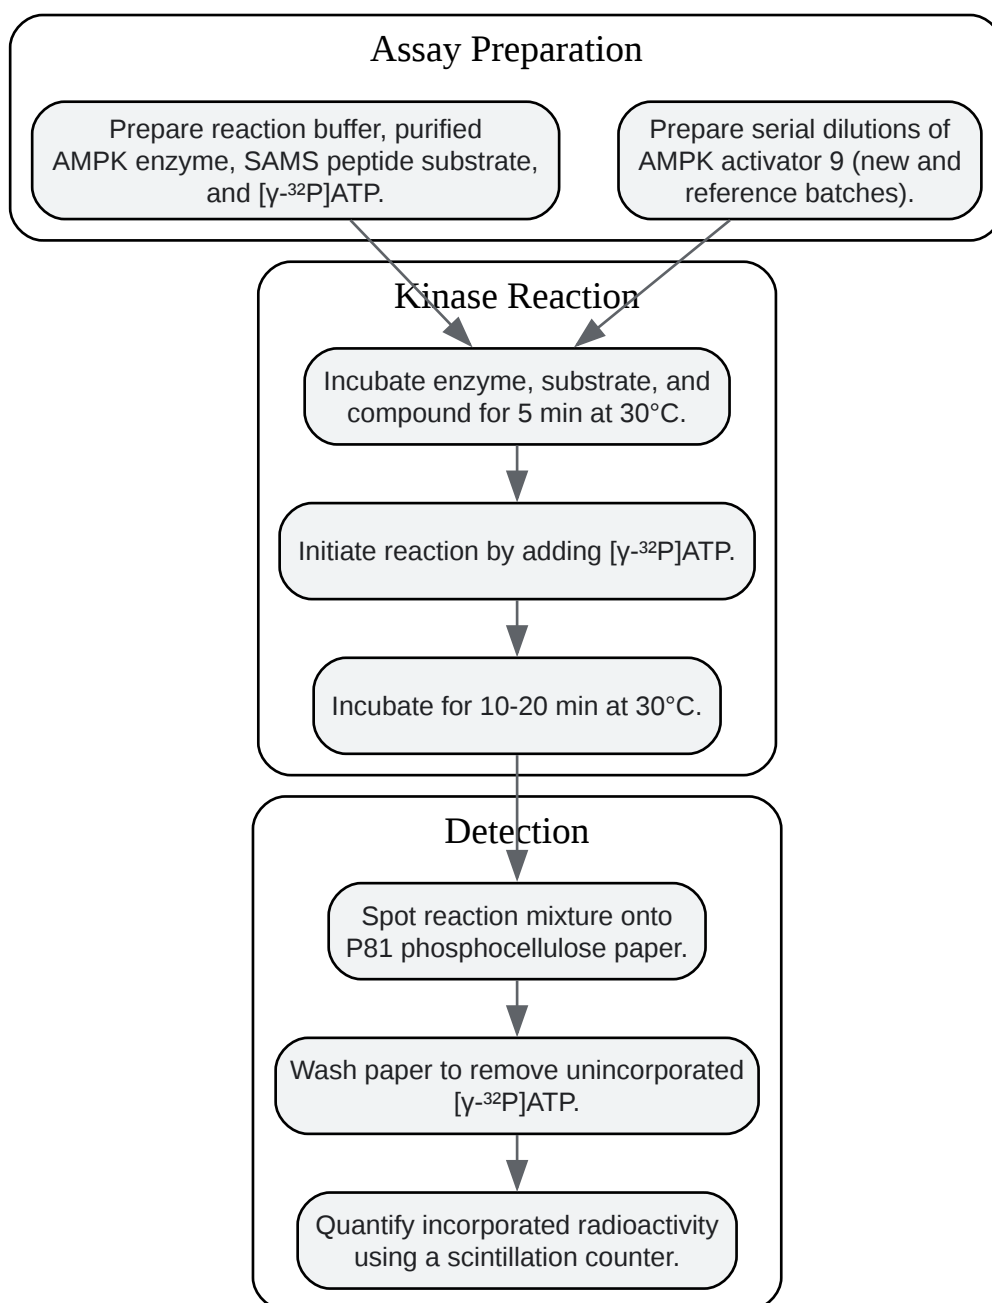 Assay Preparation
Prepare reaction buffer, purified
AMPK enzyme, SAMS peptide substrate,
and [γ-³²P]ATP.
Prepare serial dilutions of
AMPK activator 9 (new and
reference batches).
Kinase Reaction
Incubate enzyme, substrate, and
compound for 5 min at 30°C.
Initiate reaction by adding [γ-³²P]ATP.
Incubate for 10-20 min at 30°C.
Detection
Spot reaction mixture onto
P81 phosphocellulose paper.
Wash paper to remove unincorporated
[γ-³²P]ATP.
Quantify incorporated radioactivity
using a scintillation counter.